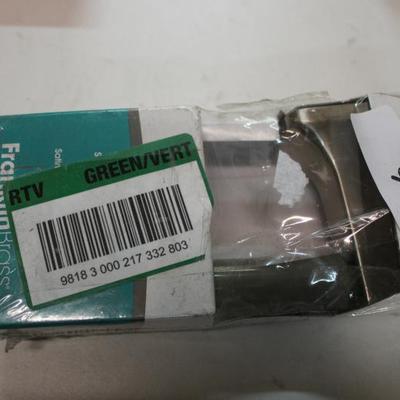 RTV GREEN/VERT
9818 3 000 217 332 803
Franklin
BRASS